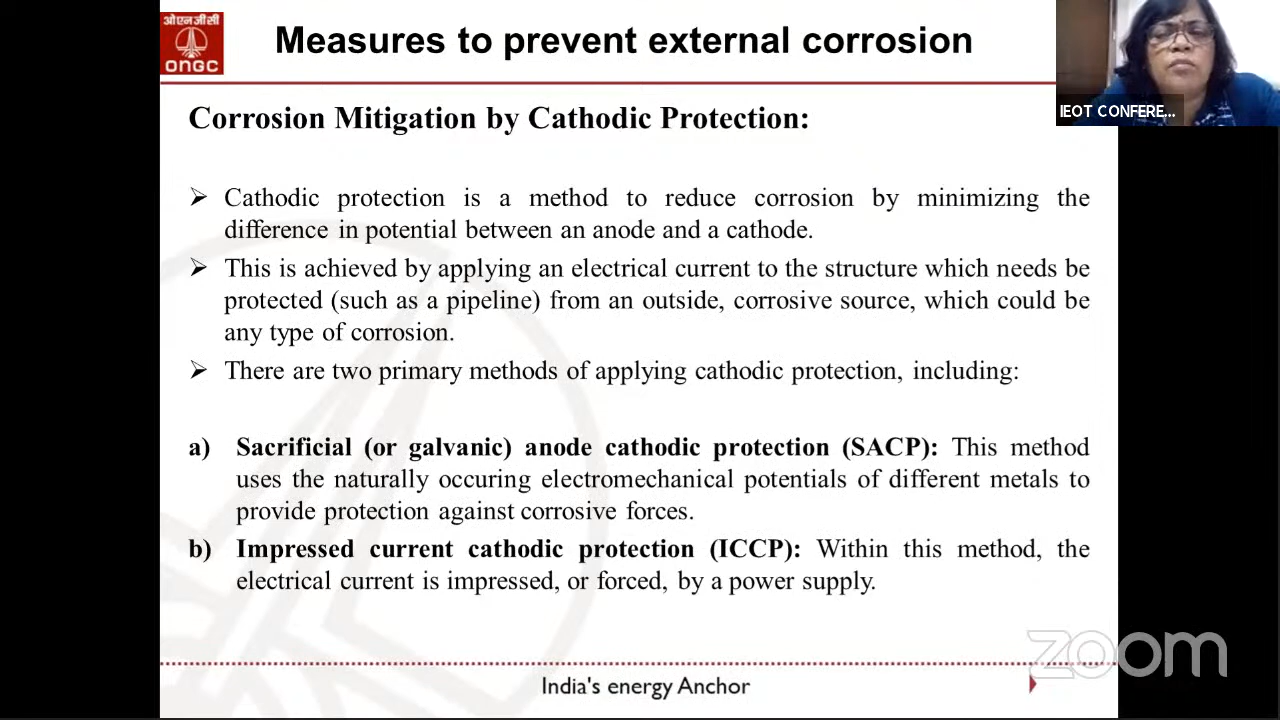 ओएनजीसी
ONGC
Measures to prevent external corrosion
IEOT CONFERE...
Corrosion Mitigation by Cathodic Protection:
Cathodic protection is a method to reduce corrosion by minimizing the
difference in potential between an anode and a cathode.
This is achieved by applying an electrical current to the structure which needs be
protected (such as a pipeline) from an outside, corrosive source, which could be
any type of corrosion.
There are two primary methods of applying cathodic protection, including:
a) Sacrificial (or galvanic) anode cathodic protection (SACP): This method
uses the naturally occuring electromechanical potentials of different metals to
provide protection against corrosive forces.
b) Impressed current cathodic protection (ICCP): Within this method, the
electrical current is impressed, or forced, by a power supply.
zoom
India's energy Anchor